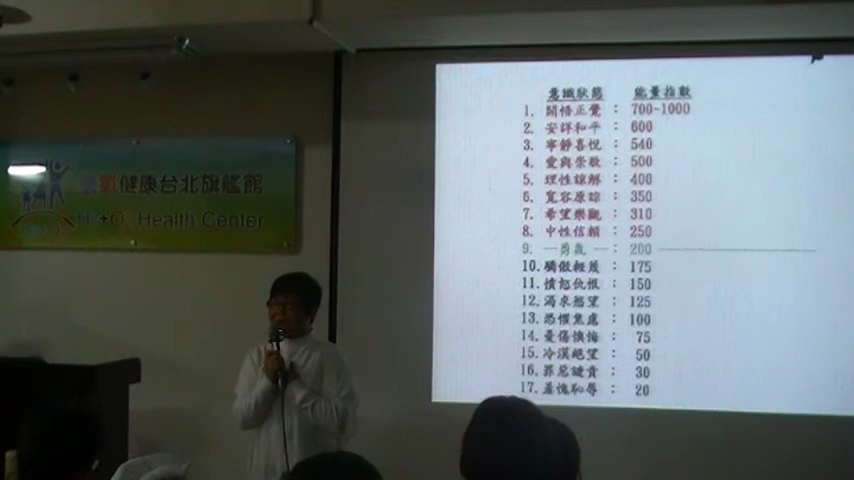 氫氧健康台北旗艦館
H₂+O₂ Health Center
意識狀態 能量指數
1. 開悟正覺 : 700~1000
2. 安詳和平 : 600
3. 寧靜喜悅 : 540
4. 愛與崇敬 : 500
5. 理性諒解 : 400
6. 寬容原諒 : 350
7. 希望樂觀 : 310
8. 中性信賴 : 250
9. 一勇氣 一 : 200
10. 驕傲輕蔑 : 175
11. 憤怒仇恨 : 150
12. 渴求慾望 : 125
13. 恐懼焦慮 : 100
14. 憂傷懊悔 : 75
15. 冷漠絕望 : 50
16. 罪惡譴責 : 30
17. 羞愧恥辱 : 20